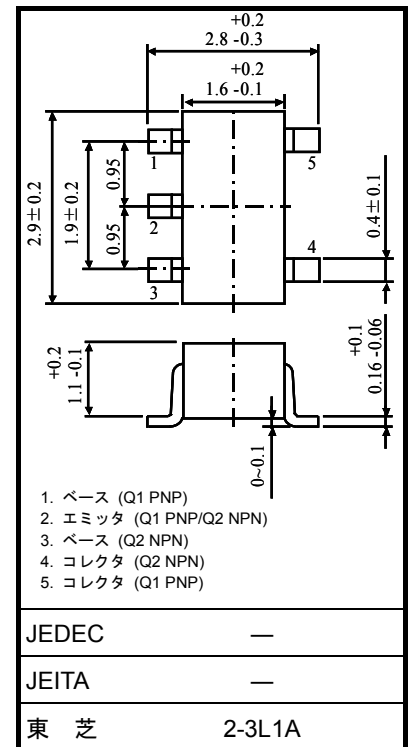 +0.2
2.8 -0.3
+0.2
1.6 -0.1
1
5
2
3
4
2.9±0.2
1.9±0.2
0.95
0.95
0.4±0.1
+0.2
1.1 -0.1
+0.1
0.16 -0.06
0~0.1
1. ベース (Q1 PNP)
2. エミッタ (Q1 PNP/Q2 NPN)
3. ベース (Q2 NPN)
4. コレクタ (Q2 NPN)
5. コレクタ (Q1 PNP)
JEDEC ―
JEITA ―
東 芝 2-3L1A